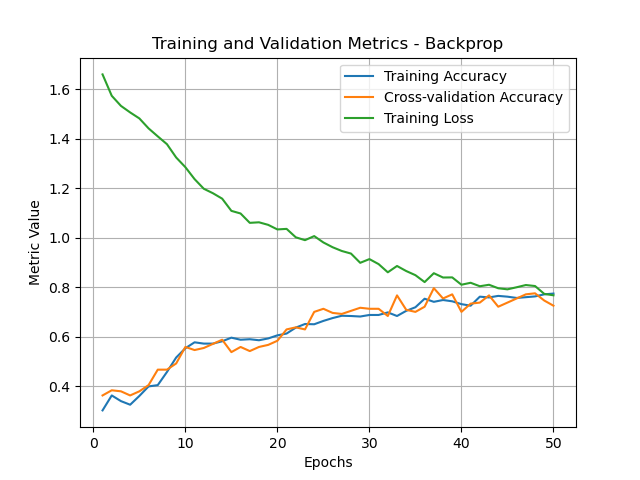 Training and Validation Metrics - Backprop
Training Accuracy
Cross-validation Accuracy
Training Loss
Metric Value
1.6
1.4
1.2
1.0
0.8
0.6
0.4
0
10
20
30
40
50
Epochs